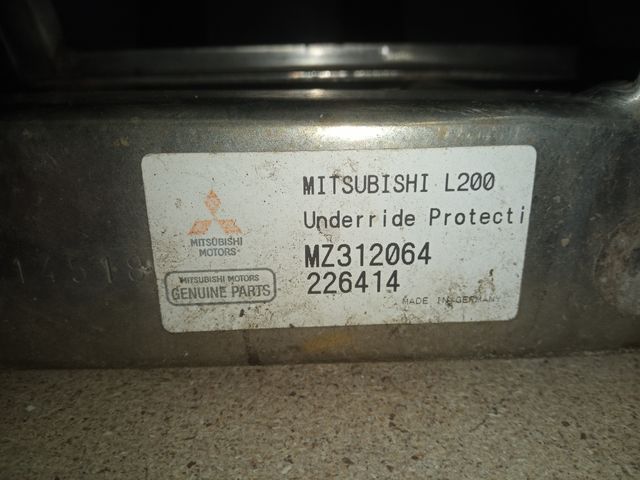 MITSUBISHI L200
Underride Protecti
MZ312064
226414
MADE IN GERMANY
MITSUBISHI
MOTORS
MITSUBISHI MOTORS
GENUINE PARTS